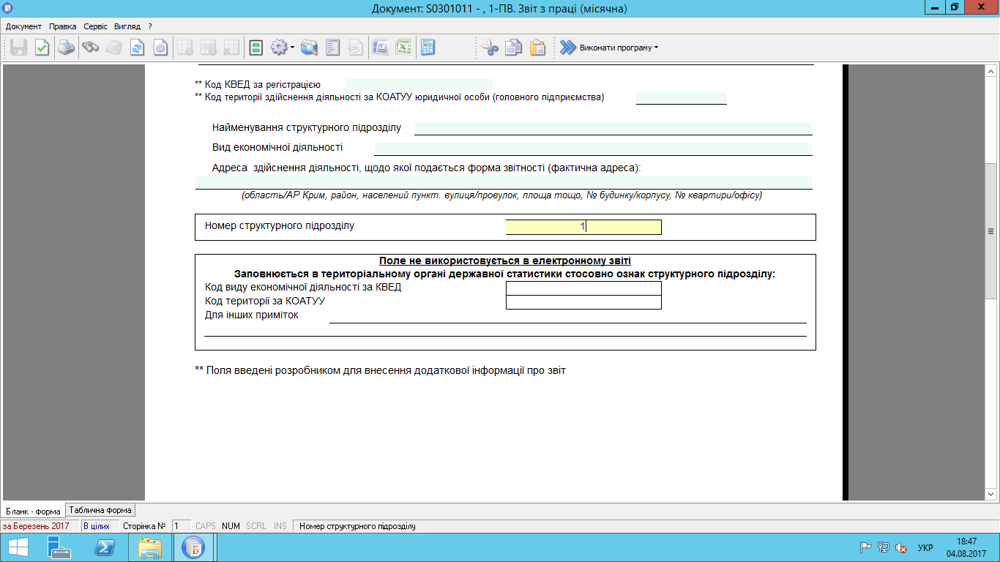 Документ: S0301011 - , 1-ПВ. Звіт з праці (місячна)
Документ Правка Сервіс Вигляд ?
Виконати програму
** Код КВЕД за регістрацією
** Код території здійснення діяльності за КОАТУУ юридичної особи (головного підприємства)
Найменування структурного підрозділу
Вид економічної діяльності
Адреса здійснення діяльності, щодо якої подається форма звітності (фактична адреса):
(область/АР Крим, район, населений пункт. вулиця/провулок, площа тощо, № будинку/корпусу, № квартири/офісу)
Номер структурного підрозділу 1
Поле не використовується в електронному звіті
Заповнюється в територіальному органі державної статистики стосовно ознак структурного підрозділу:
Код виду економічної діяльності за КВЕД
Код території за КОАТУУ
Для інших приміток
** Поля введені розробником для внесення додаткової інформації про звіт
Бланк - форма Таблична форма
за Березень 2017 В цілих Сторінка № 1 CAPS NUM SCRL INS Номер структурного підрозділу
УКР 18:47
04.08.2017